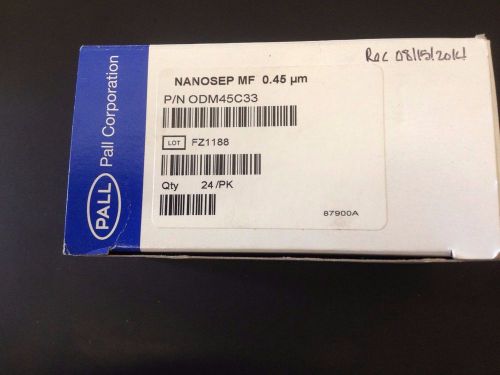 PALL
Pall Corporation
Rec 08/15/2014
NANOSEP MF 0.45 µm
P/N ODM45C33
LOT FZ1188
Qty 24 /PK
87900A